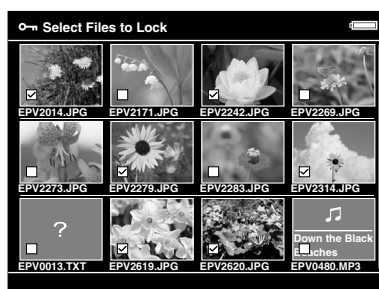 Select Files to Lock
EPV2014.JPG EPV2171.JPG EPV2242.JPG EPV2269.JPG
EPV2273.JPG EPV2279.JPG EPV2283.JPG EPV2314.JPG
?
Down the Black
Beaches
EPV0013.TXT EPV2619.JPG EPV2620.JPG EPV0480.MP3